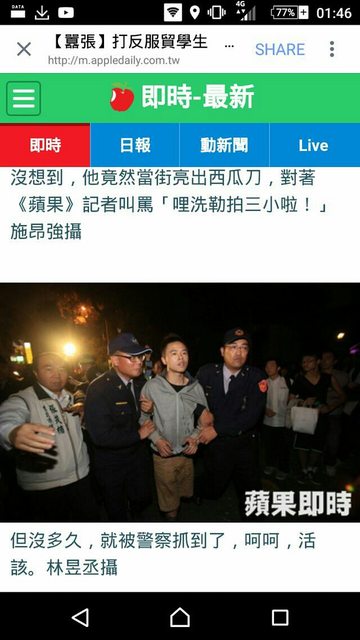 DATA
4G
77%
01:46
【囂張】打反服貿學生 ...
http://m.appledaily.com.tw
SHARE
即時-最新
即時
日報
動新聞
Live
沒想到，他竟然當街亮出西瓜刀，對著
《蘋果》記者叫罵「哩洗勒拍三小啦！」
施昂強攝
蘋果即時
但沒多久，就被警察抓到了，呵呵，活
該。林昱丞攝